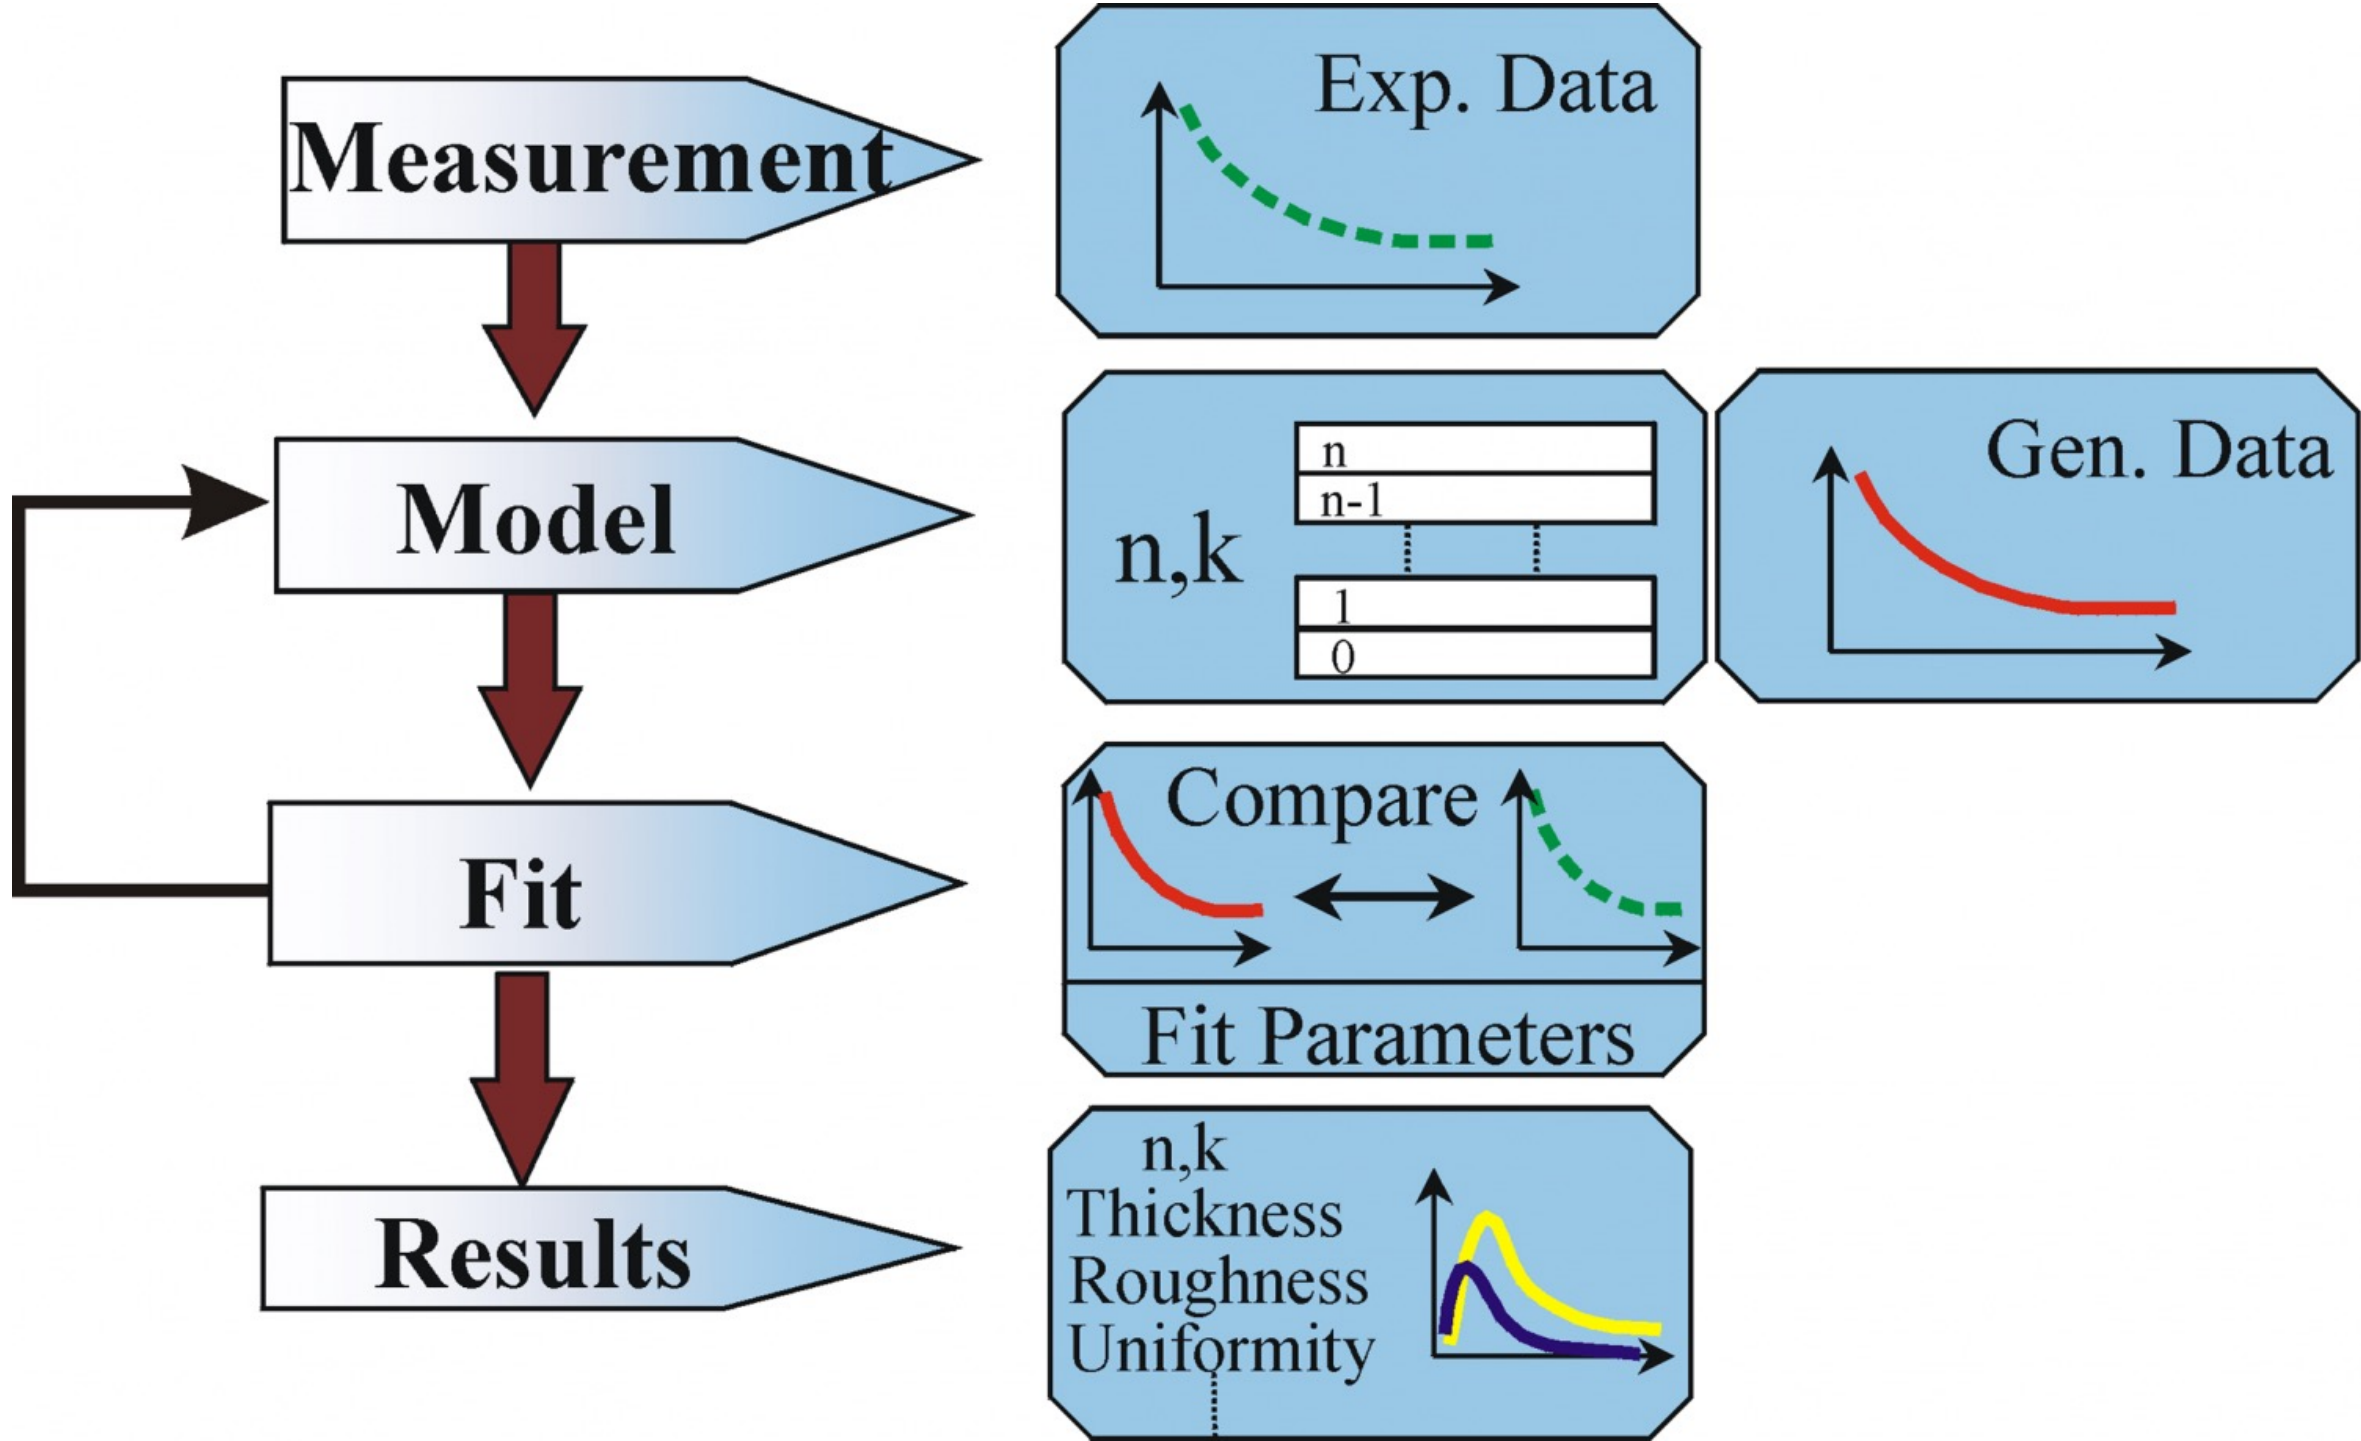 Measurement
Exp. Data
Model
n,k
n
n-1
1
0
Gen. Data
Fit
Compare
Fit Parameters
Results
n,k
Thickness
Roughness
Uniformity